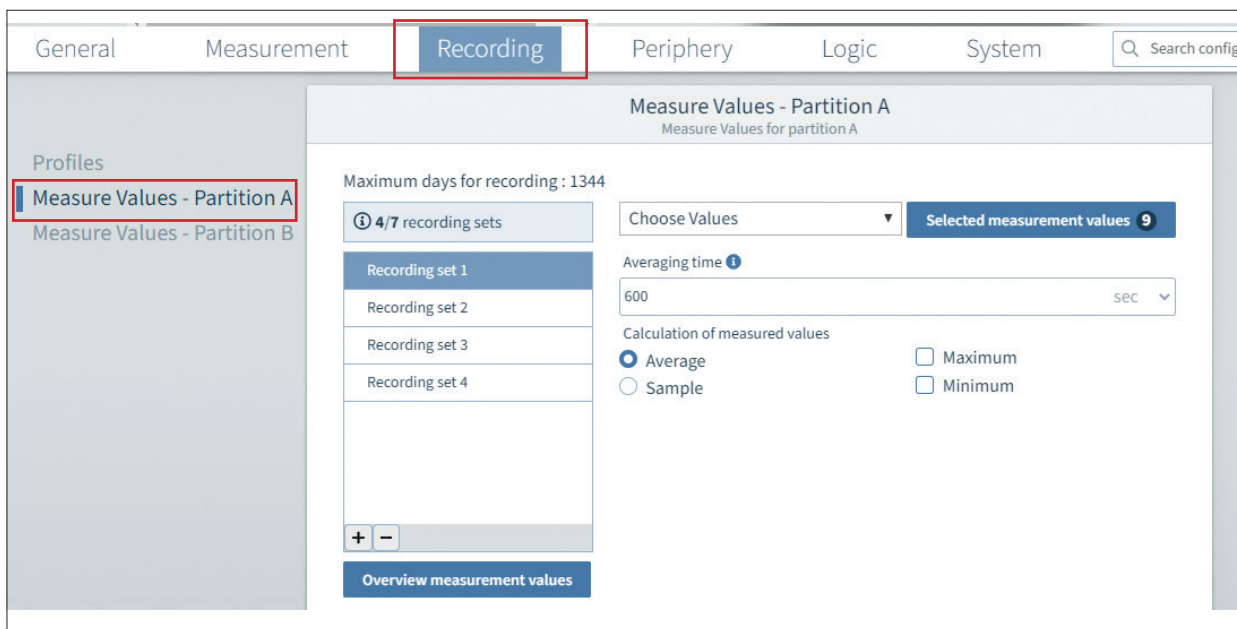 General Measurement Recording Periphery Logic System Search config
Measure Values - Partition A
Measure Values for partition A
Profiles
Measure Values - Partition A
Measure Values - Partition B
Maximum days for recording : 1344
4/7 recording sets
Recording set 1
Recording set 2
Recording set 3
Recording set 4
+ −
Overview measurement values
Choose Values Selected measurement values 9
Averaging time
600 sec
Calculation of measured values
Average Maximum
Sample Minimum